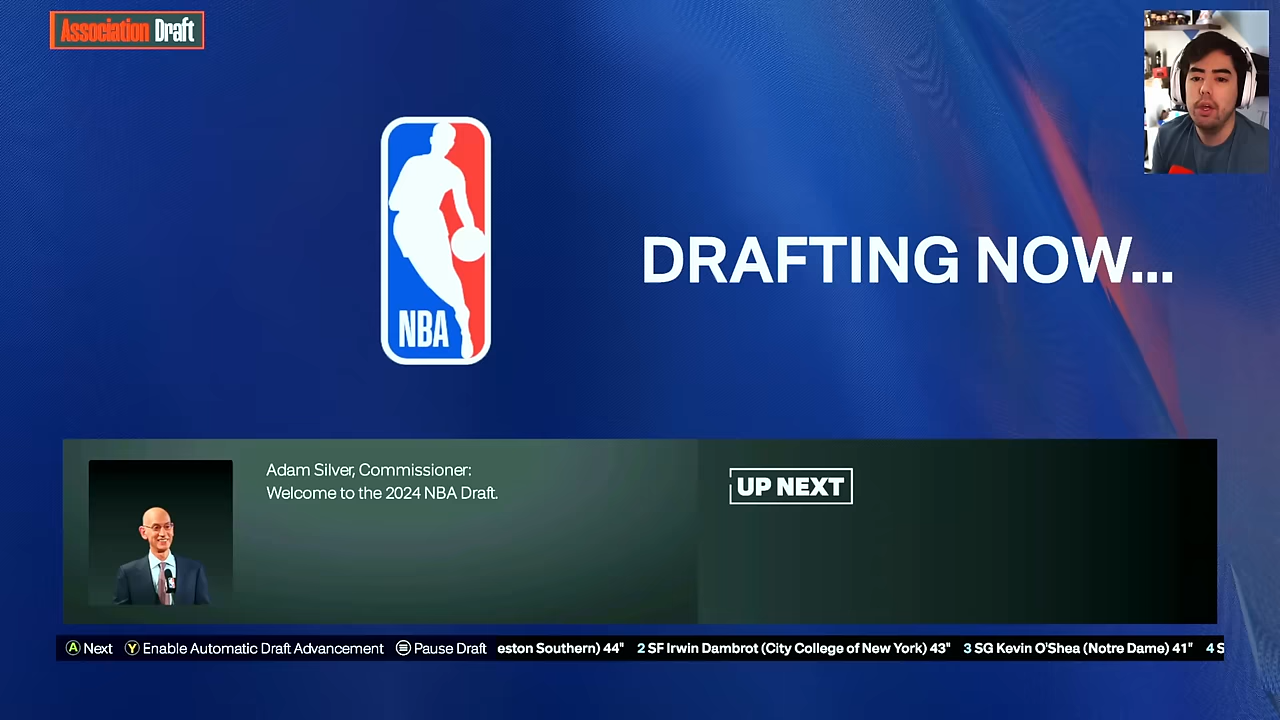 Association Draft
NBA
DRAFTING NOW...
Adam Silver, Commissioner:
Welcome to the 2024 NBA Draft.
UP NEXT
A Next Y Enable Automatic Draft Advancement Pause Draft eston Southern) 44" 2 SF Irwin Dambrot (City College of New York) 43" 3 SG Kevin O'Shea (Notre Dame) 41" 4 S